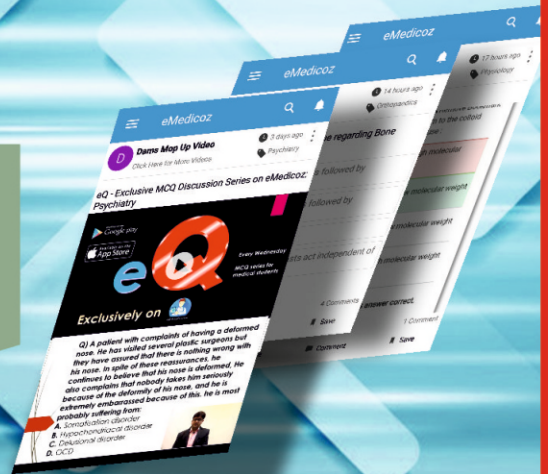 eMedicoz
17 hours ago
Physiology
to the colloid
molecular
molecular weight
molecular weight
molecular weight
answer correct.
1 Comment
Save
eMedicoz
14 hours ago
Orthopaedics
regarding Bone
followed by
followed by
act independent of
4 Comments
Save
Comment
eMedicoz
Dams Mop Up Video
Click Here for More Videos
3 days ago
Psychiatry
eQ - Exclusive MCQ Discussion Series on eMedicoz:
Psychiatry
Google play
App Store
eQ
Every Wednesday
MCQ series for
medical students
Exclusively on
Q) A patient with complaints of having a deformed
nose. He has visited several plastic surgeons but
they have assured that there is nothing wrong with
his nose. In spite of these reassurances, he
continues to believe that his nose is deformed. He
also complains that nobody takes him seriously
because of the deformity of his nose, and he is
extremely embarrassed because of this. he is most
probably suffering from:
A. Somatisation disorder
B. Hypochondriacal disorder
C. Delusional disorder
D. OCD